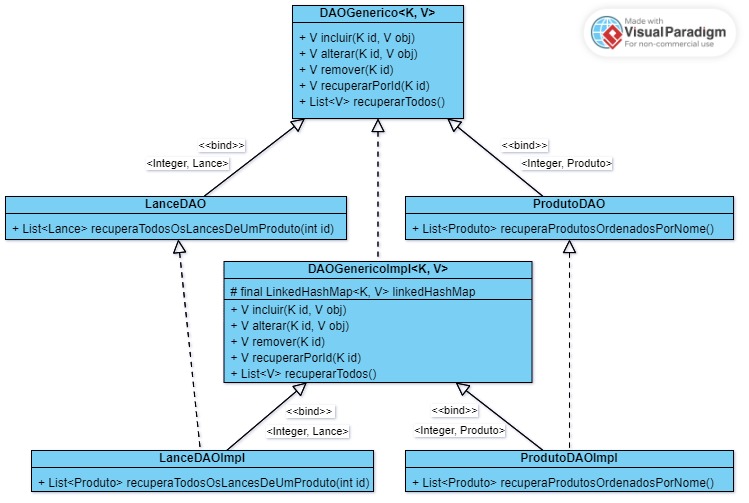 DAOGenerico<K, V>
+ V incluir(K id, V obj)
+ V alterar(K id, V obj)
+ V remover(K id)
+ V recuperarPorId(K id)
+ List<V> recuperarTodos()
Made with
VisualParadigm
For non-commercial use
<<bind>>
<Integer, Lance>
<<bind>>
<Integer, Produto>
LanceDAO
+ List<Lance> recuperaTodosOsLancesDeUmProduto(int id)
ProdutoDAO
+ List<Produto> recuperaProdutosOrdenadosPorNome()
DAOGenericoImpl<K, V>
# final LinkedHashMap<K, V> linkedHashMap
+ V incluir(K id, V obj)
+ V alterar(K id, V obj)
+ V remover(K id)
+ V recuperarPorId(K id)
+ List<V> recuperarTodos()
<<bind>>
<Integer, Lance>
<<bind>>
<Integer, Produto>
LanceDAOImpl
+ List<Produto> recuperaTodosOsLancesDeUmProduto(int id)
ProdutoDAOImpl
+ List<Produto> recuperaProdutosOrdenadosPorNome()